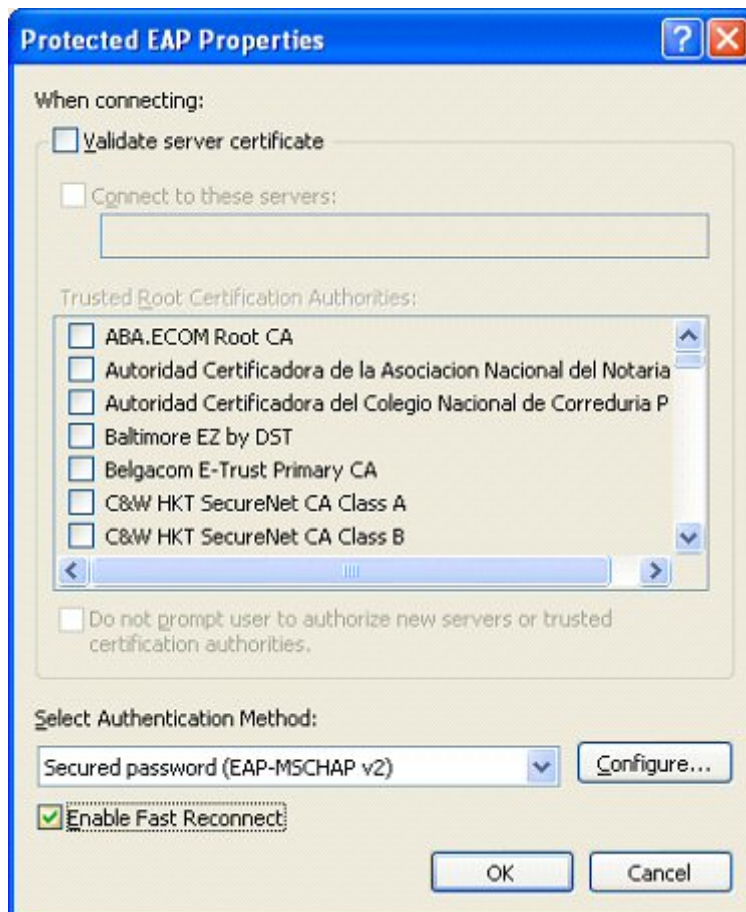 Protected EAP Properties
When connecting:
Validate server certificate
Connect to these servers:
Trusted Root Certification Authorities:
ABA.ECOM Root CA
Autoridad Certificadora de la Asociacion Nacional del Notaria
Autoridad Certificadora del Colegio Nacional de Correduria P
Baltimore EZ by DST
Belgacom E-Trust Primary CA
C&W HKT SecureNet CA Class A
C&W HKT SecureNet CA Class B
Do not prompt user to authorize new servers or trusted
certification authorities.
Select Authentication Method:
Secured password (EAP-MSCHAP v2)
Configure...
Enable Fast Reconnect
OK
Cancel